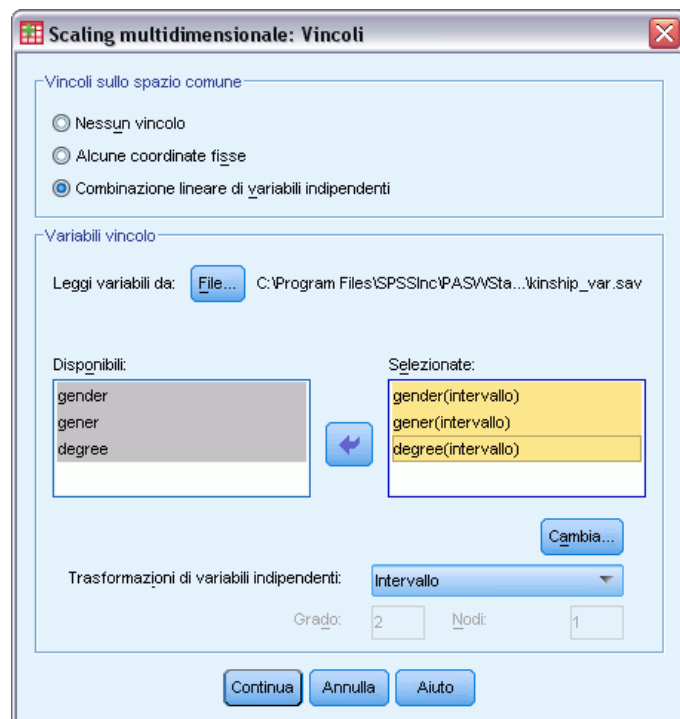 Scaling multidimensionale: Vincoli
Vincoli sullo spazio comune
Nessun vincolo
Alcune coordinate fisse
Combinazione lineare di variabili indipendenti
Variabili vincolo
Leggi variabili da: File... C:\Program Files\SPSSInc\PASWSta...\kinship_var.sav
Disponibili: Selezionate:
gender gender(intervallo)
gener gener(intervallo)
degree degree(intervallo)
Cambia...
Trasformazioni di variabili indipendenti: Intervallo
Grado: 2 Nodi: 1
Continua Annulla Aiuto